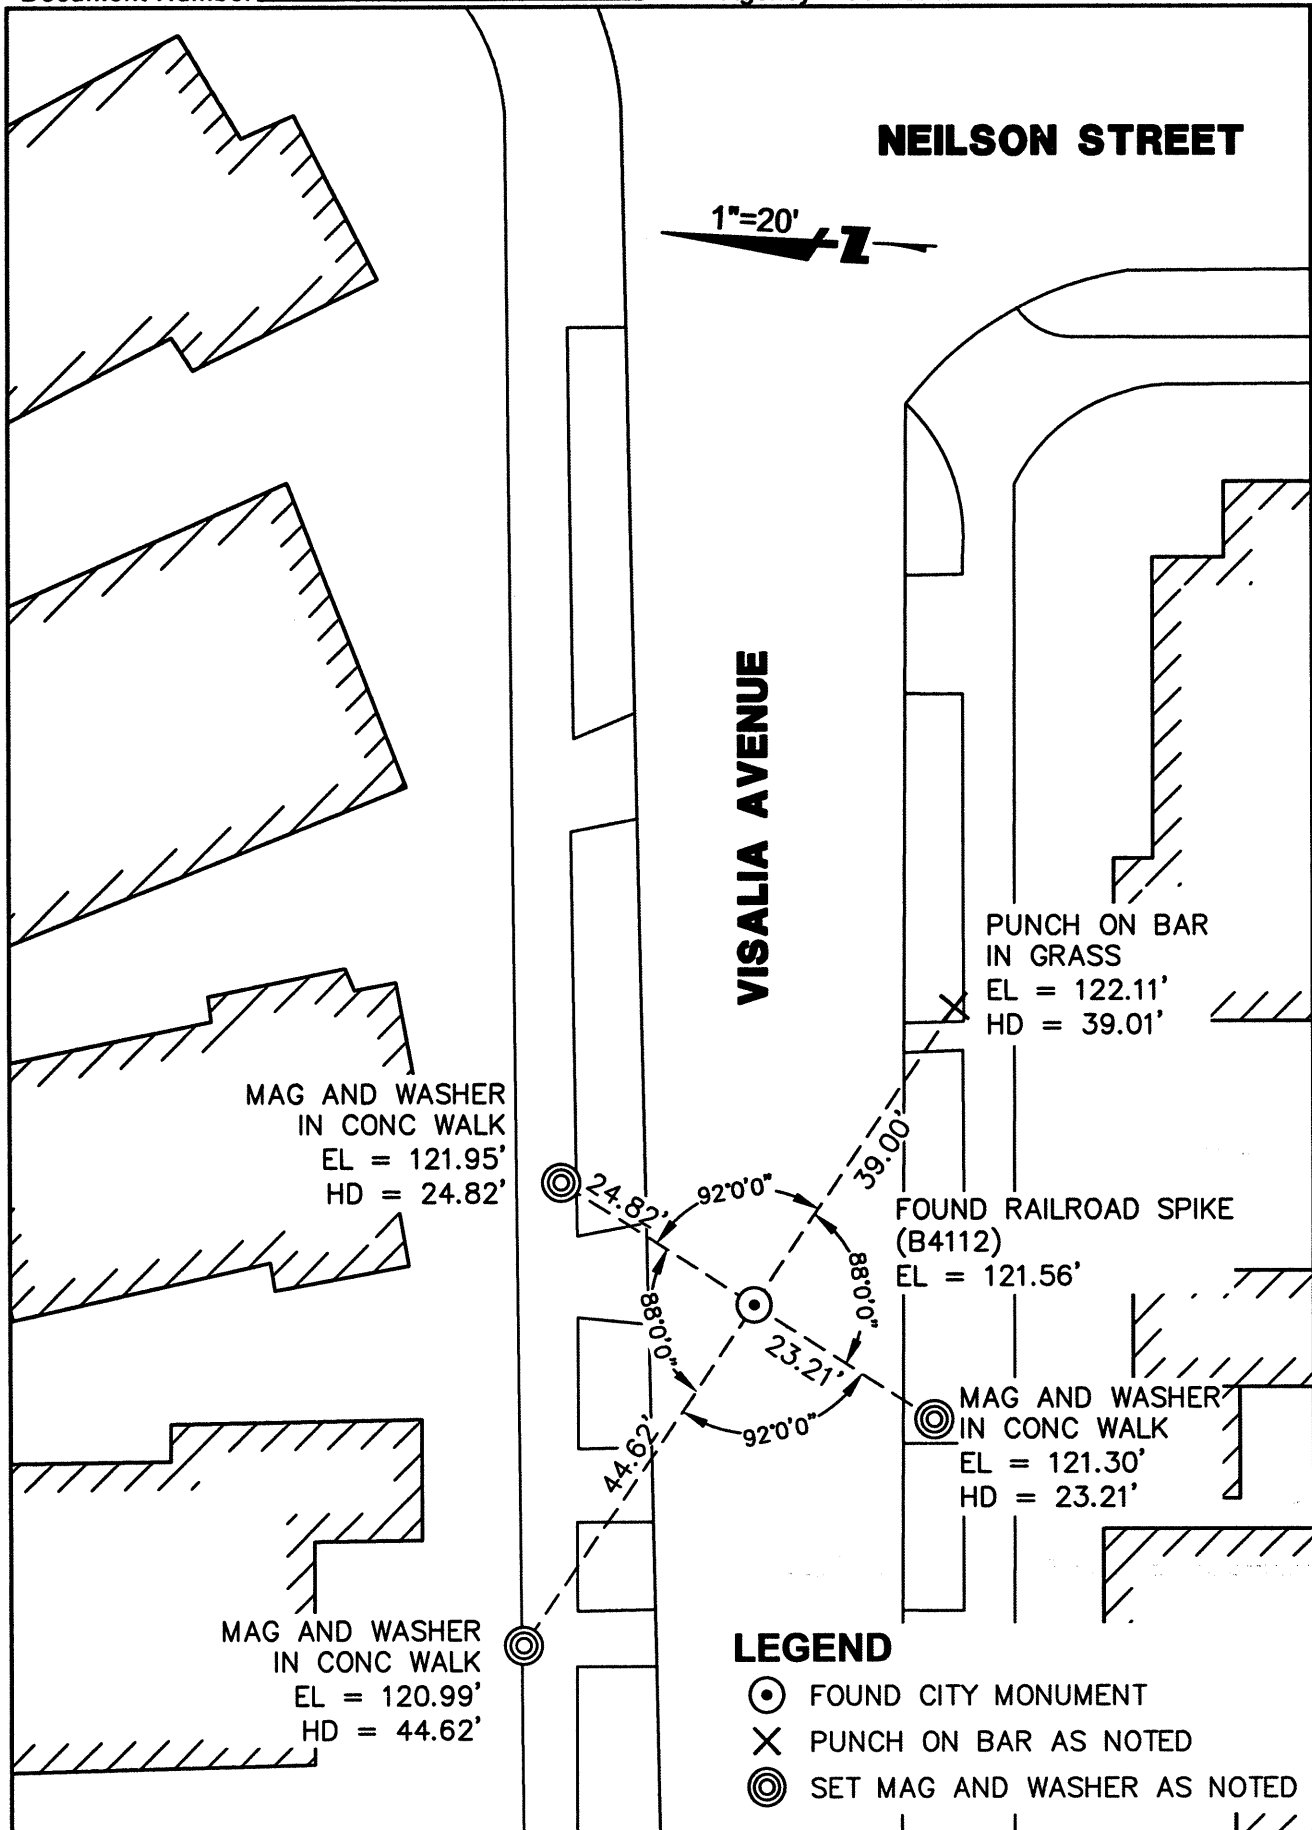 NEILSON STREET
1"=20'
Z
VISALIA AVENUE
PUNCH ON BAR
IN GRASS
EL = 122.11'
HD = 39.01'
MAG AND WASHER
IN CONC WALK
EL = 121.95'
HD = 24.82'
24.82'
92°0'0"
39.00'
FOUND RAILROAD SPIKE
(B4112)
EL = 121.56'
88°0'0"
88°0'0"
23.21'
92°0'0"
44.62'
MAG AND WASHER
IN CONC WALK
EL = 121.30'
HD = 23.21'
MAG AND WASHER
IN CONC WALK
EL = 120.99'
HD = 44.62'
LEGEND
FOUND CITY MONUMENT
PUNCH ON BAR AS NOTED
SET MAG AND WASHER AS NOTED